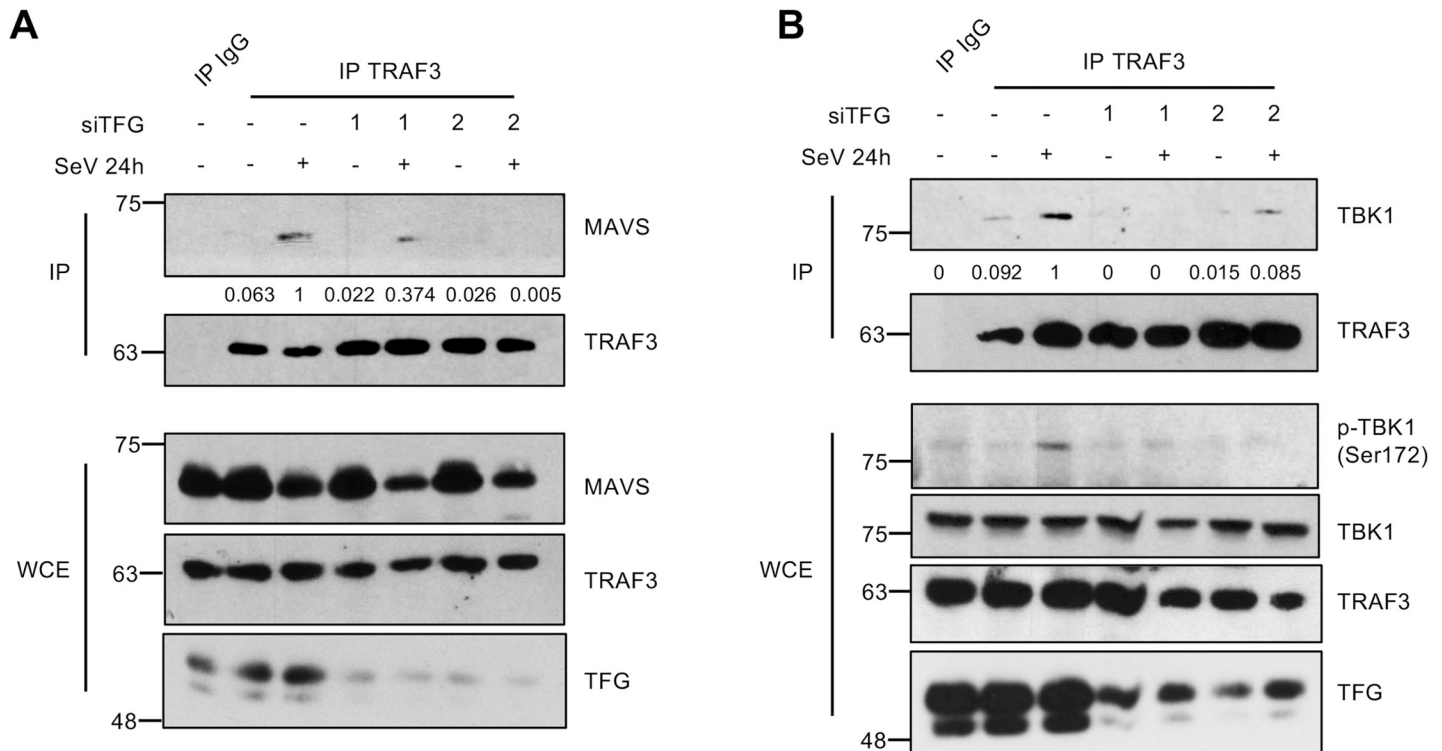 A
IP IgG
IP TRAF3
siTFG - - - 1 1 2 2
SeV 24h - - + - + - +
75
MAVS
IP
0.063 1 0.022 0.374 0.026 0.005
63
TRAF3
75
MAVS
WCE
63
TRAF3
TFG
48
B
IP IgG
IP TRAF3
siTFG - - - 1 1 2 2
SeV 24h - - + - + - +
TBK1
75
IP
0 0.092 1 0 0 0.015 0.085
63
TRAF3
p-TBK1
(Ser172)
75
TBK1
75
WCE
63
TRAF3
TFG
48